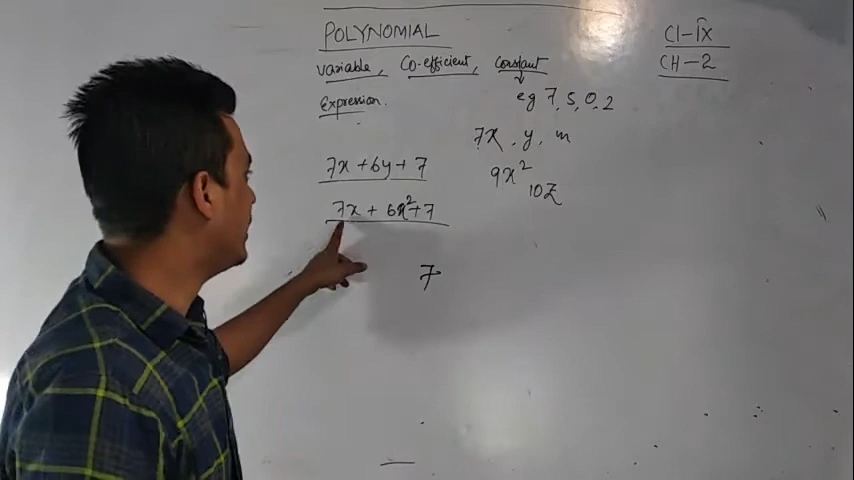 POLYNOMIAL
Variable, Co-efficient, Constant
eg 7, 5, 0, 2
Expression.
7x + 6y + 7
7x + 6x²+7
7
7x, y, m
9x²
10z
Cl-IX
CH-2